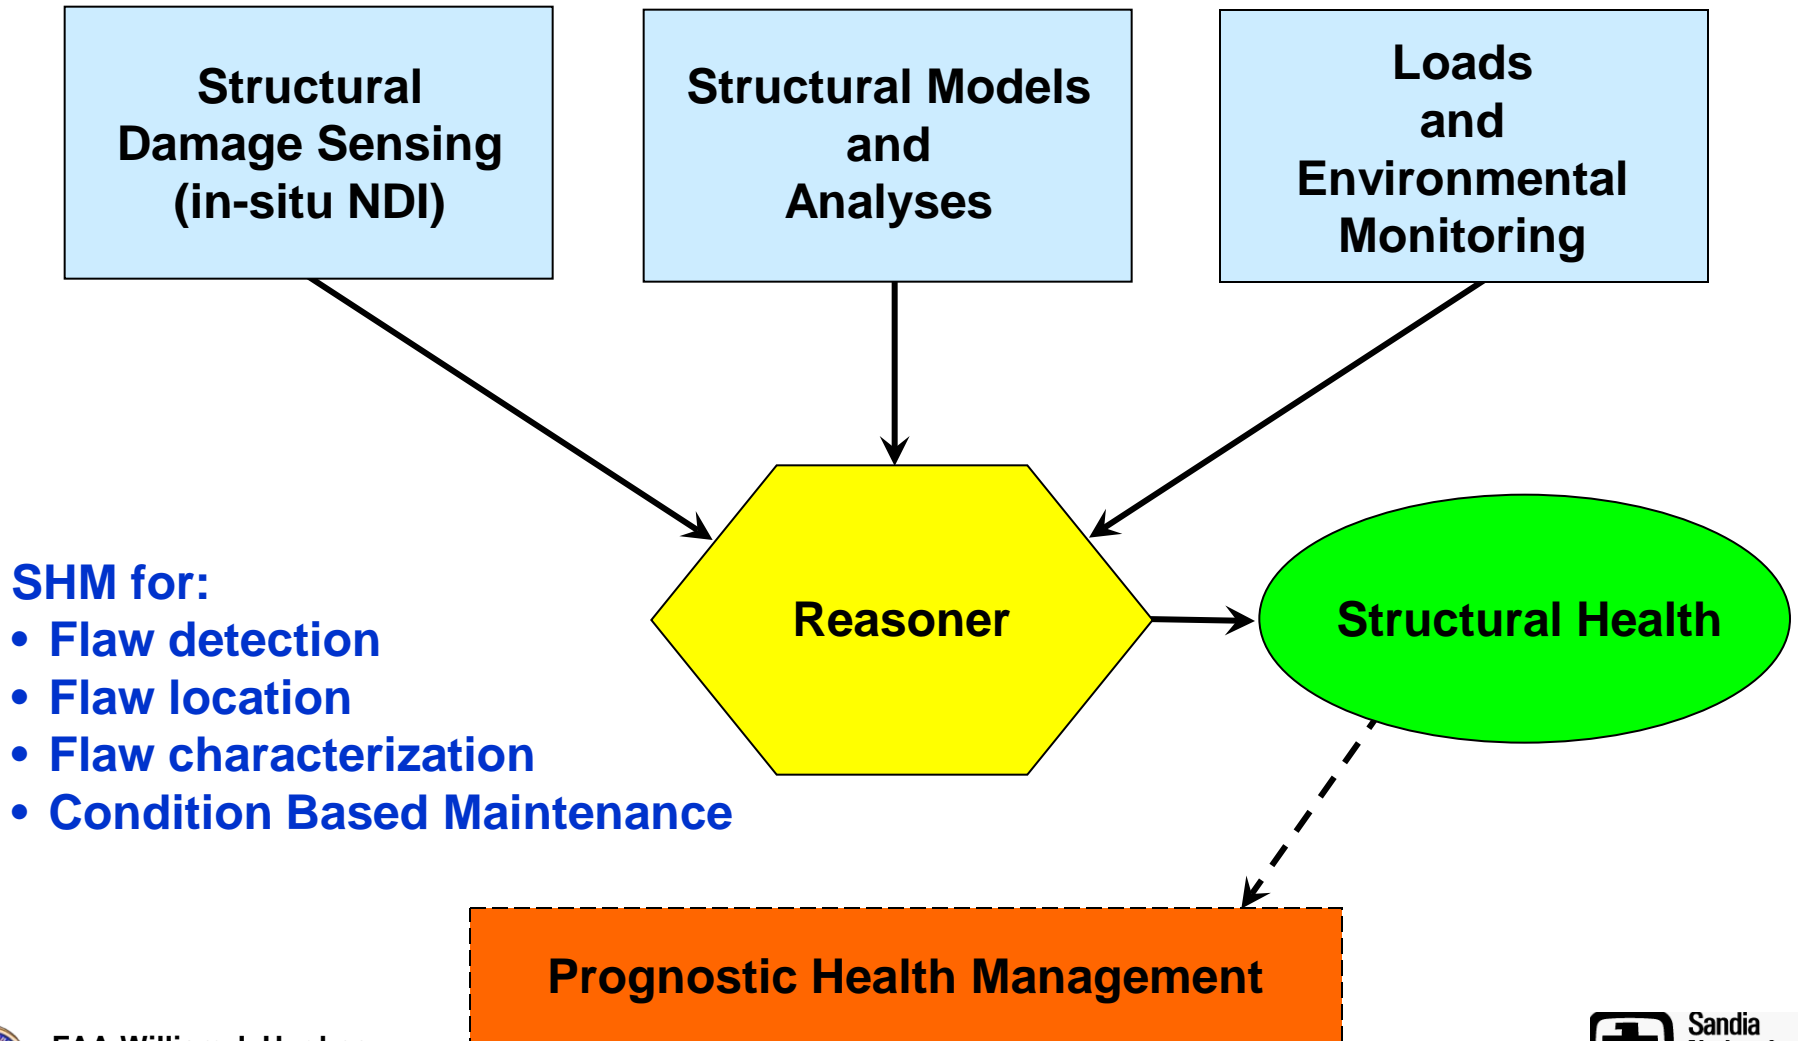 Structural
Damage Sensing
(in-situ NDI)
Structural Models
and
Analyses
Loads
and
Environmental
Monitoring
Reasoner
Structural Health
SHM for:
• Flaw detection
• Flaw location
• Flaw characterization
• Condition Based Maintenance
Prognostic Health Management
Sandia